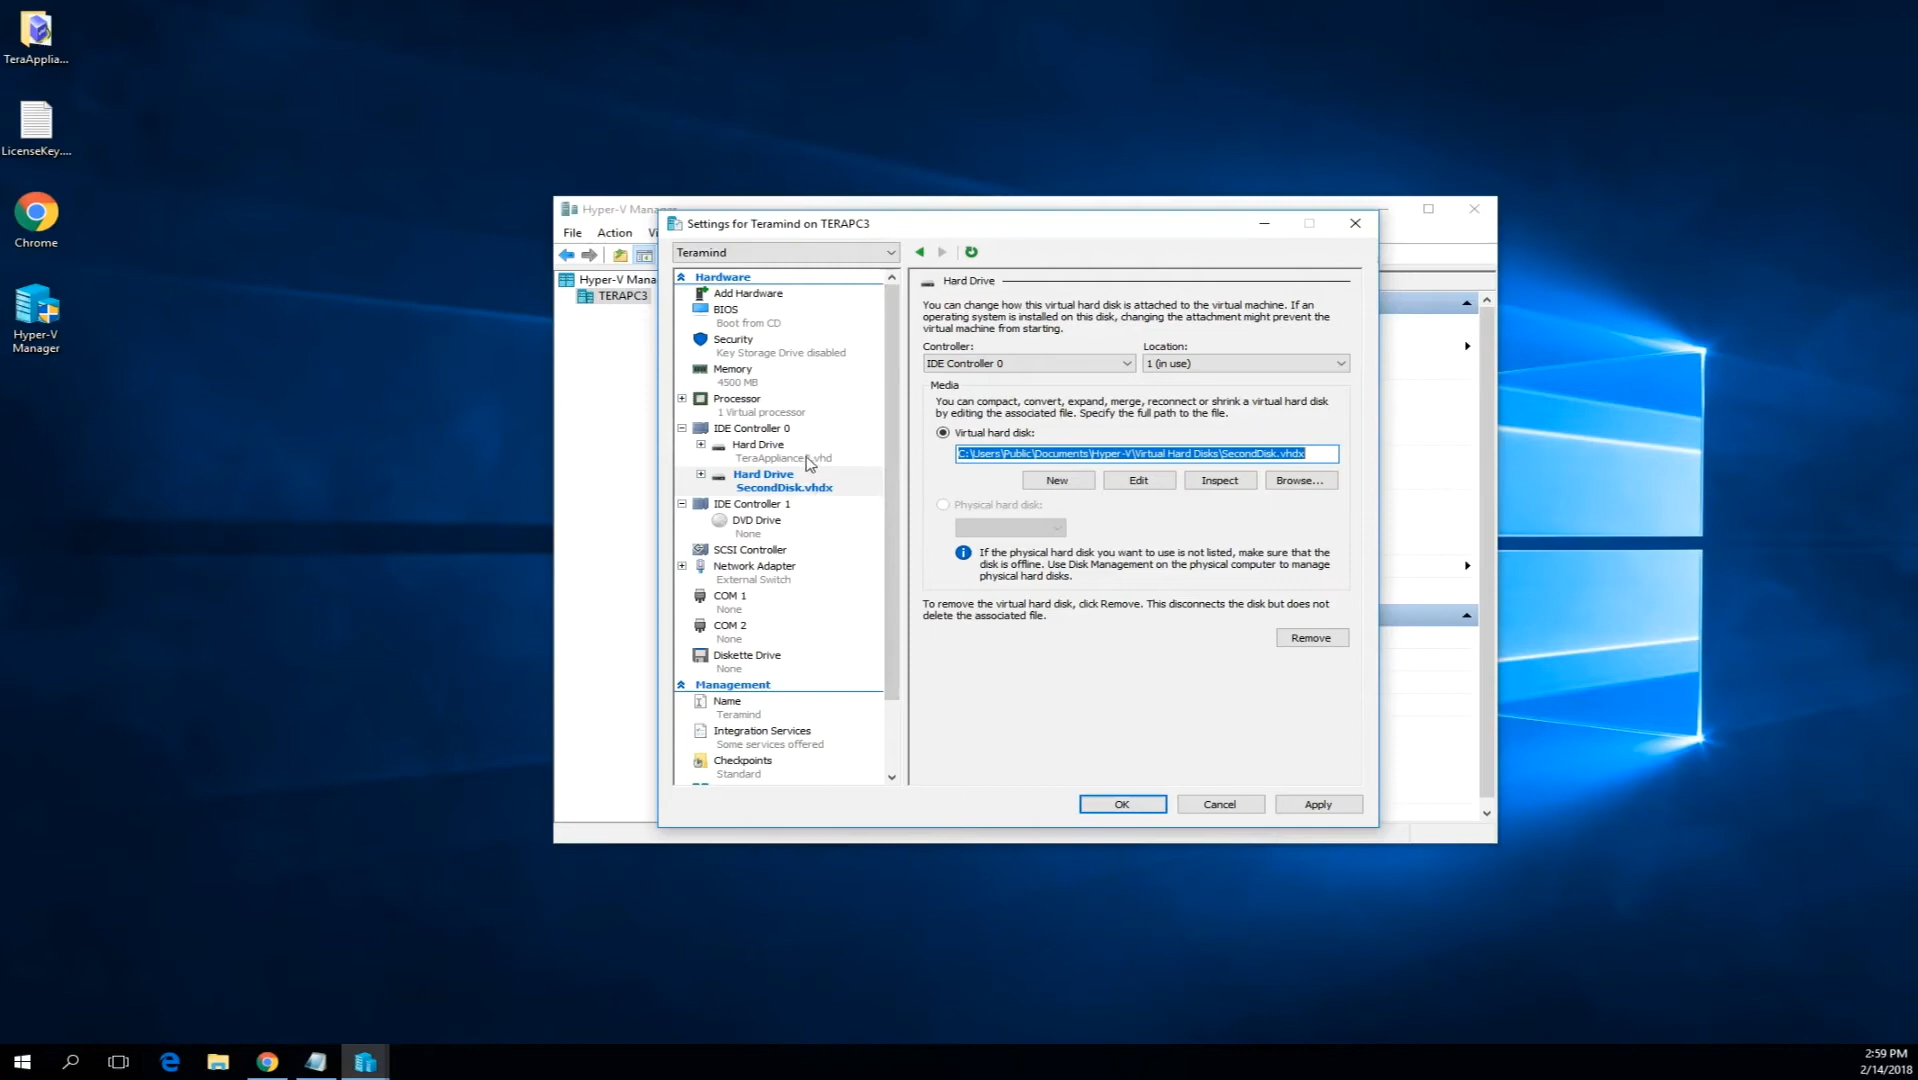 TeraApplia...
LicenseKey....
Chrome
Hyper-V
Manager
Hyper-V Manager
File Action
Hyper-V Mana
TERAPC3
Settings for Teramind on TERAPC3
Teramind
Hardware
Add Hardware
BIOS
Boot from CD
Security
Key Storage Drive disabled
Memory
4500 MB
Processor
1 Virtual processor
IDE Controller 0
Hard Drive
Hard Drive
SecondDisk.vhdx
IDE Controller 1
DVD Drive
None
SCSI Controller
Network Adapter
External Switch
COM 1
None
COM 2
None
Diskette Drive
None
Management
Name
Teramind
Integration Services
Some services offered
Checkpoints
Standard
Hard Drive
You can change how this virtual hard disk is attached to the virtual machine. If an
operating system is installed on this disk, changing the attachment might prevent the
virtual machine from starting.
Controller: Location:
IDE Controller 0 1 (in use)
Media
You can compact, convert, expand, merge, reconnect or shrink a virtual hard disk
by editing the associated file. Specify the full path to the file.
Virtual hard disk:
C:\Users\Public\Documents\Hyper-V\Virtual Hard Disks\SecondDisk.vhdx
New Edit Inspect Browse...
Physical hard disk:
If the physical hard disk you want to use is not listed, make sure that the
disk is offline. Use Disk Management on the physical computer to manage
physical hard disks.
To remove the virtual hard disk, click Remove. This disconnects the disk but does not
delete the associated file.
Remove
OK Cancel Apply
2:59 PM
2/14/2018